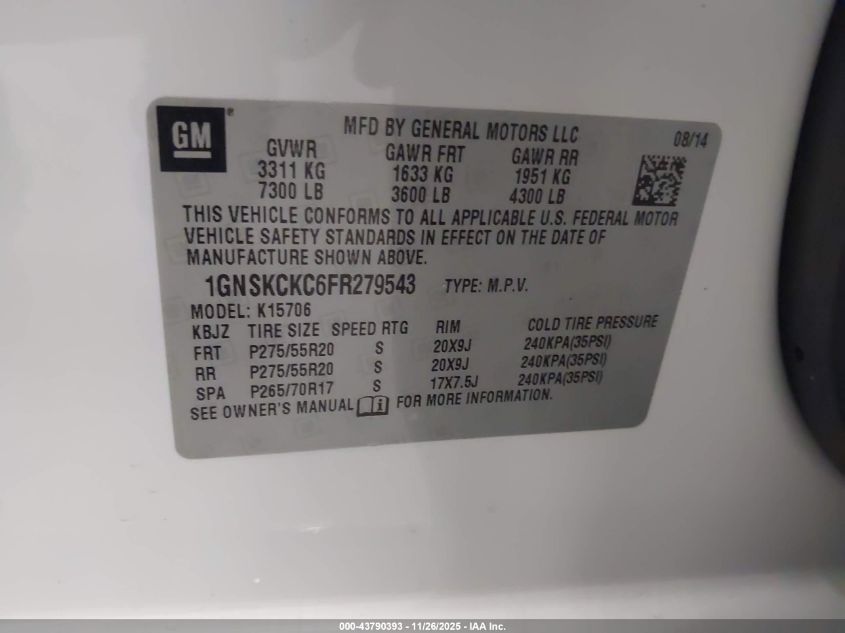 GM ® MFD BY GENERAL MOTORS LLC 08/14
GVWR GAWR FRT GAWR RR
3311 KG 1633 KG 1951 KG
7300 LB 3600 LB 4300 LB
THIS VEHICLE CONFORMS TO ALL APPLICABLE U.S. FEDERAL MOTOR
VEHICLE SAFETY STANDARDS IN EFFECT ON THE DATE OF
MANUFACTURE SHOWN ABOVE.
1GNSKCKC6FR279543 TYPE: M.P.V.
MODEL: K15706
KBJZ TIRE SIZE SPEED RTG RIM COLD TIRE PRESSURE
FRT P275/55R20 S 20X9J 240KPA(35PSI)
RR P275/55R20 S 20X9J 240KPA(35PSI)
SPA P265/70R17 S 17X7.5J 240KPA(35PSI)
SEE OWNER'S MANUAL i FOR MORE INFORMATION.
000-43790393 - 11/26/2025 - IAA Inc.